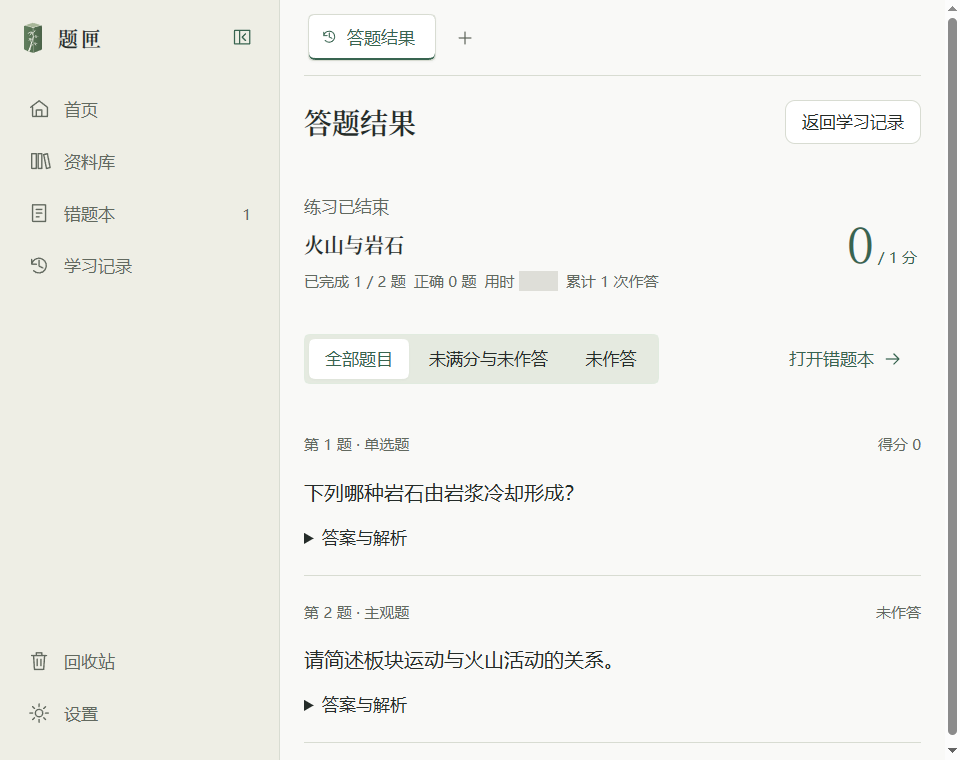 题匣
首页
资料库
错题本 1
学习记录
回收站
设置
答题结果
答题结果
返回学习记录
练习已结束
火山与岩石
已完成 1 / 2 题 正确 0 题 用时 累计 1 次作答
0 / 1 分
全部题目 未满分与未作答 未作答
打开错题本 →
第 1 题 · 单选题 得分 0
下列哪种岩石由岩浆冷却形成？
答案与解析
第 2 题 · 主观题 未作答
请简述板块运动与火山活动的关系。
答案与解析